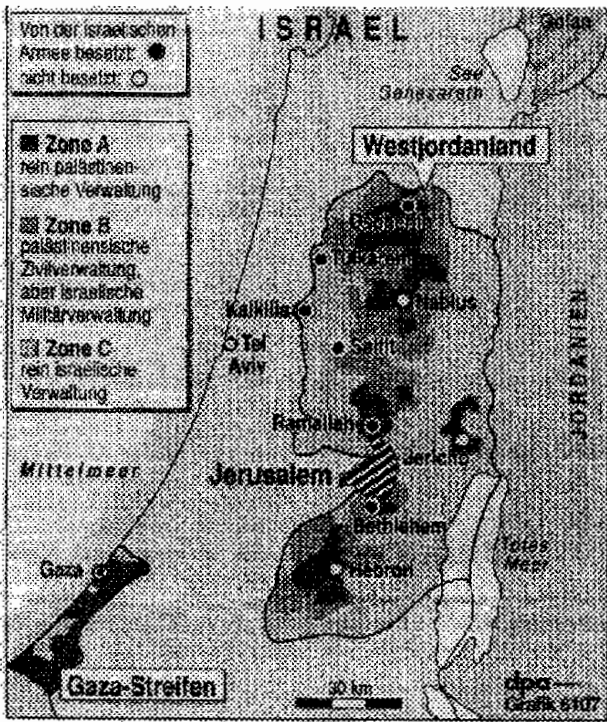 Von der israelischen
Armee besetzt:
nicht besetzt:
Zone A
rein palästinen-
sische Verwaltung
Zone B
palästinensische
Zivilverwaltung,
aber israelische
Militärverwaltung
Zone C
rein israelische
Verwaltung
ISRAEL
Golan
See
Genezareth
Westjordanland
Tulkarem
Nablus
Kalkilia
Tel
Aviv
Salfit
JORDANIEN
Ramallah
Jericho
Mittelmeer
Jerusalem
Bethlehem
Totes
Meer
Gaza
Hebron
Gaza-Streifen
30 km
dpa
Grafik 6107